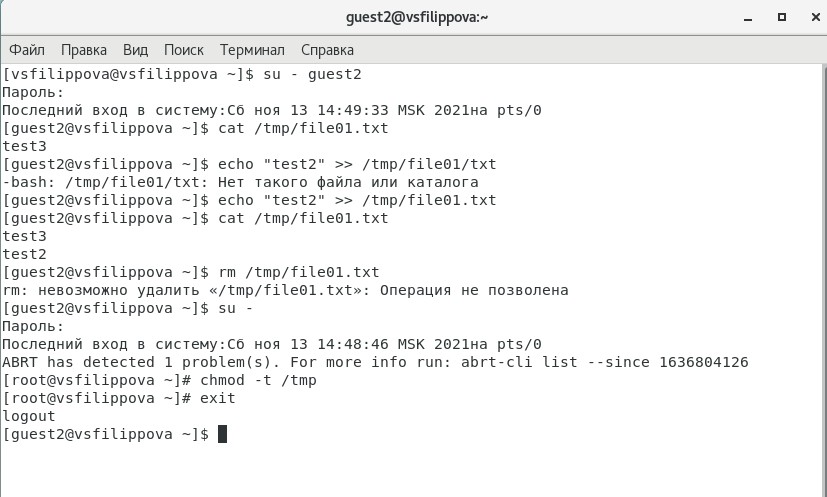 guest2@vsfilippova:~
Файл Правка Вид Поиск Терминал Справка
[vsfilippova@vsfilippova ~]$ su - guest2
Пароль:
Последний вход в систему:Сб ноя 13 14:49:33 MSK 2021на pts/0
[guest2@vsfilippova ~]$ cat /tmp/file01.txt
test3
[guest2@vsfilippova ~]$ echo "test2" >> /tmp/file01/txt
-bash: /tmp/file01/txt: Нет такого файла или каталога
[guest2@vsfilippova ~]$ echo "test2" >> /tmp/file01.txt
[guest2@vsfilippova ~]$ cat /tmp/file01.txt
test3
test2
[guest2@vsfilippova ~]$ rm /tmp/file01.txt
rm: невозможно удалить «/tmp/file01.txt»: Операция не позволена
[guest2@vsfilippova ~]$ su -
Пароль:
Последний вход в систему:Сб ноя 13 14:48:46 MSK 2021на pts/0
ABRT has detected 1 problem(s). For more info run: abrt-cli list --since 1636804126
[root@vsfilippova ~]# chmod -t /tmp
[root@vsfilippova ~]# exit
logout
[guest2@vsfilippova ~]$